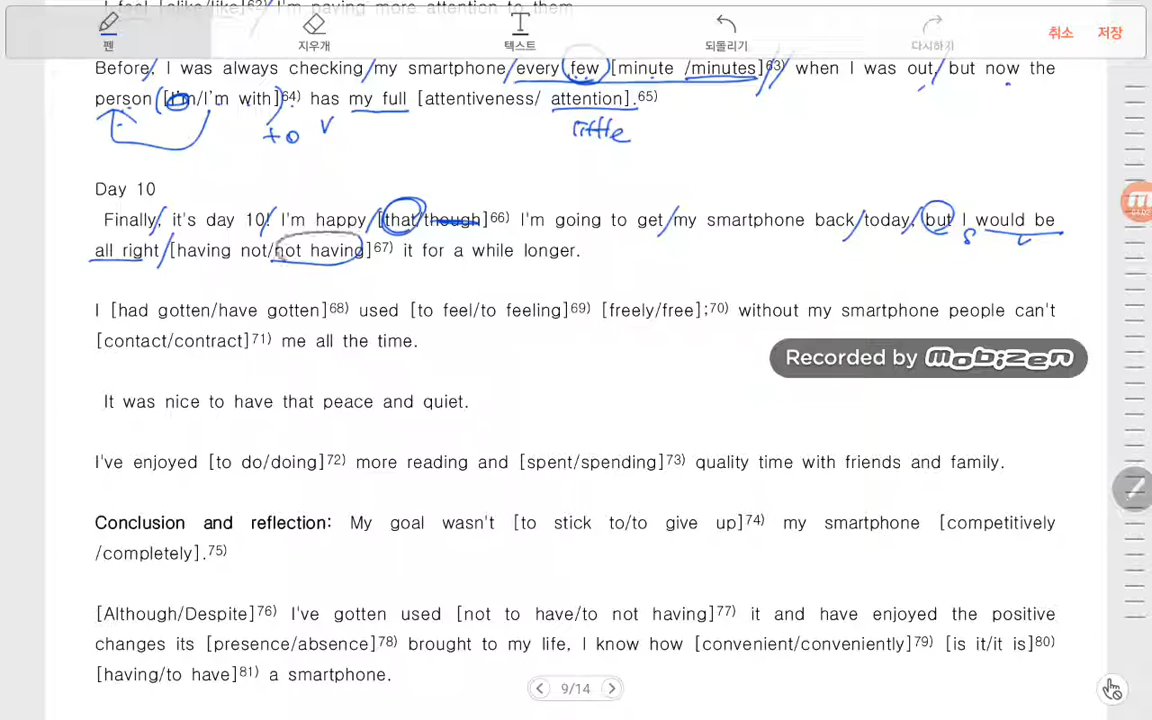 I feel [alike/like]62) I'm paying more attention to them
펜
지우개
텍스트
되돌리기
다시하기
취소
저장
Before, I was always checking my smartphone every few [minute /minutes]63) when I was out, but now the
person ([I'm/I'm with]64) has my full [attentiveness/ attention].65)
to v
little
Day 10
Finally, it's day 10! I'm happy [that/though]66) I'm going to get my smartphone back today, but I would be
s v
all right [having not/not having]67) it for a while longer.
I [had gotten/have gotten]68) used [to feel/to feeling]69) [freely/free];70) without my smartphone people can't
[contact/contract]71) me all the time.
Recorded by mobizen
It was nice to have that peace and quiet.
I've enjoyed [to do/doing]72) more reading and [spent/spending]73) quality time with friends and family.
Conclusion and reflection: My goal wasn't [to stick to/to give up]74) my smartphone [competitively
/completely].75)
[Although/Despite]76) I've gotten used [not to have/to not having]77) it and have enjoyed the positive
changes its [presence/absence]78) brought to my life, I know how [convenient/conveniently]79) [is it/it is]80)
[having/to have]81) a smartphone.
9/14